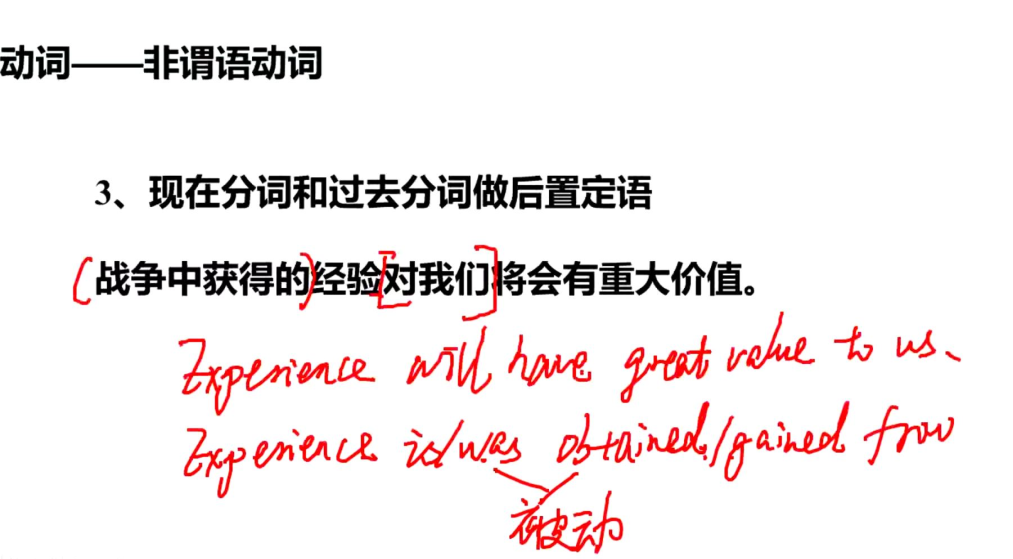 动词——非谓语动词
3、现在分词和过去分词做后置定语
(战争中获得的)经验[对我们]将会有重大价值。
Experience will have great value to us、
Experience is/was obtained/gained from
被动